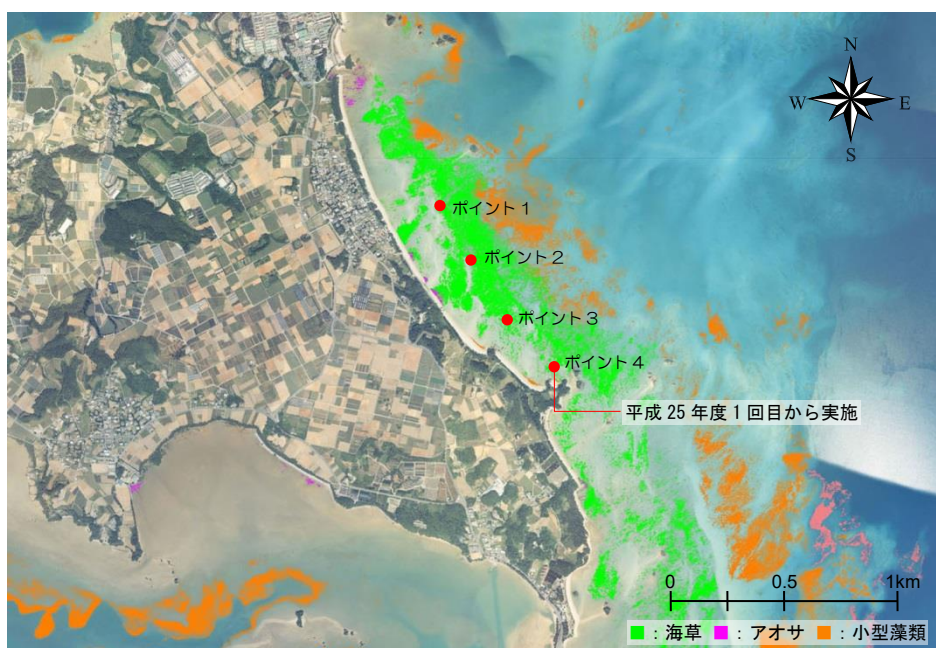 N
W E
S
ポイント1
ポイント2
ポイント3
ポイント4
平成25年度1回目から実施
0 0.5 1km
■：海草 ■：アオサ ■：小型藻類